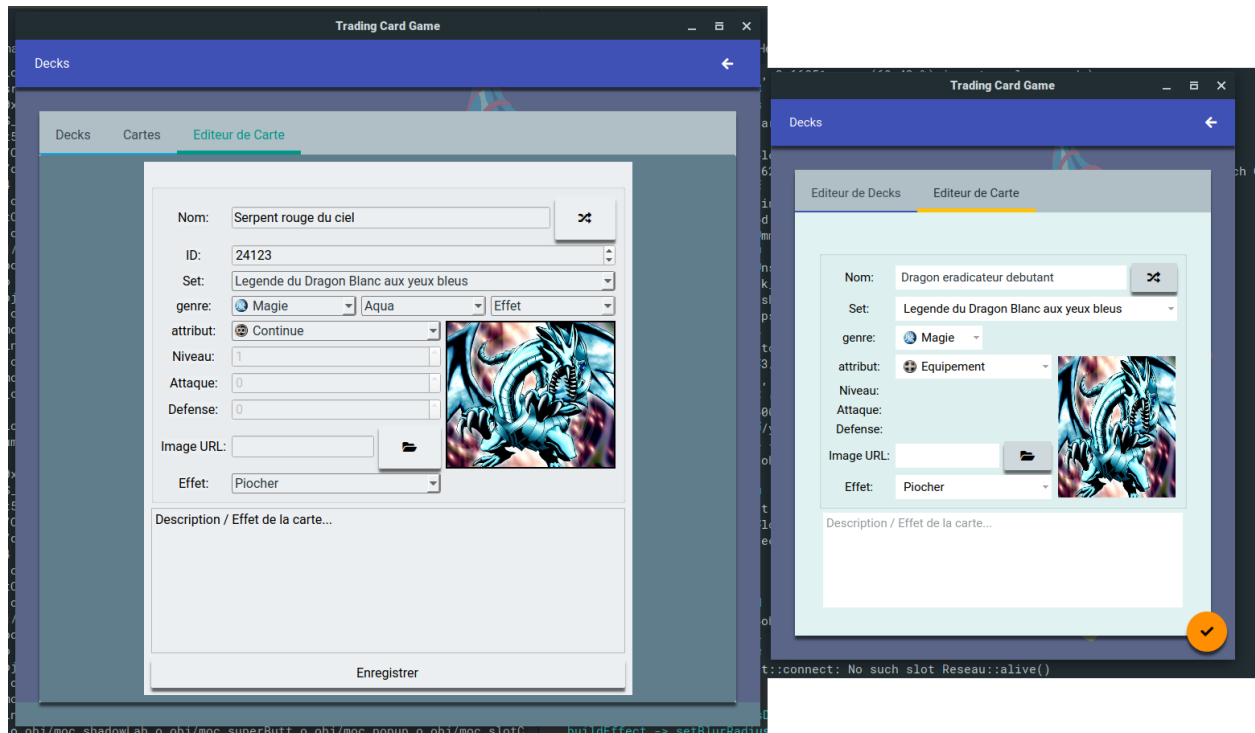 Trading Card Game
Decks
Decks Cartes Editeur de Carte
Nom: Serpent rouge du ciel
ID: 24123
Set: Legende du Dragon Blanc aux yeux bleus
genre: Magie Aqua Effet
attribut: Continue
Niveau: 1
Attaque: 0
Defense: 0
Image URL:
Effet: Piocher
Description / Effet de la carte...
Enregistrer
Trading Card Game
Decks
Editeur de Decks Editeur de Carte
Nom: Dragon eradicateur debutant
Set: Legende du Dragon Blanc aux yeux bleus
genre: Magie
attribut: Equipement
Niveau:
Attaque:
Defense:
Image URL:
Effet: Piocher
Description / Effet de la carte...
t::connect: No such slot Reseau::alive()